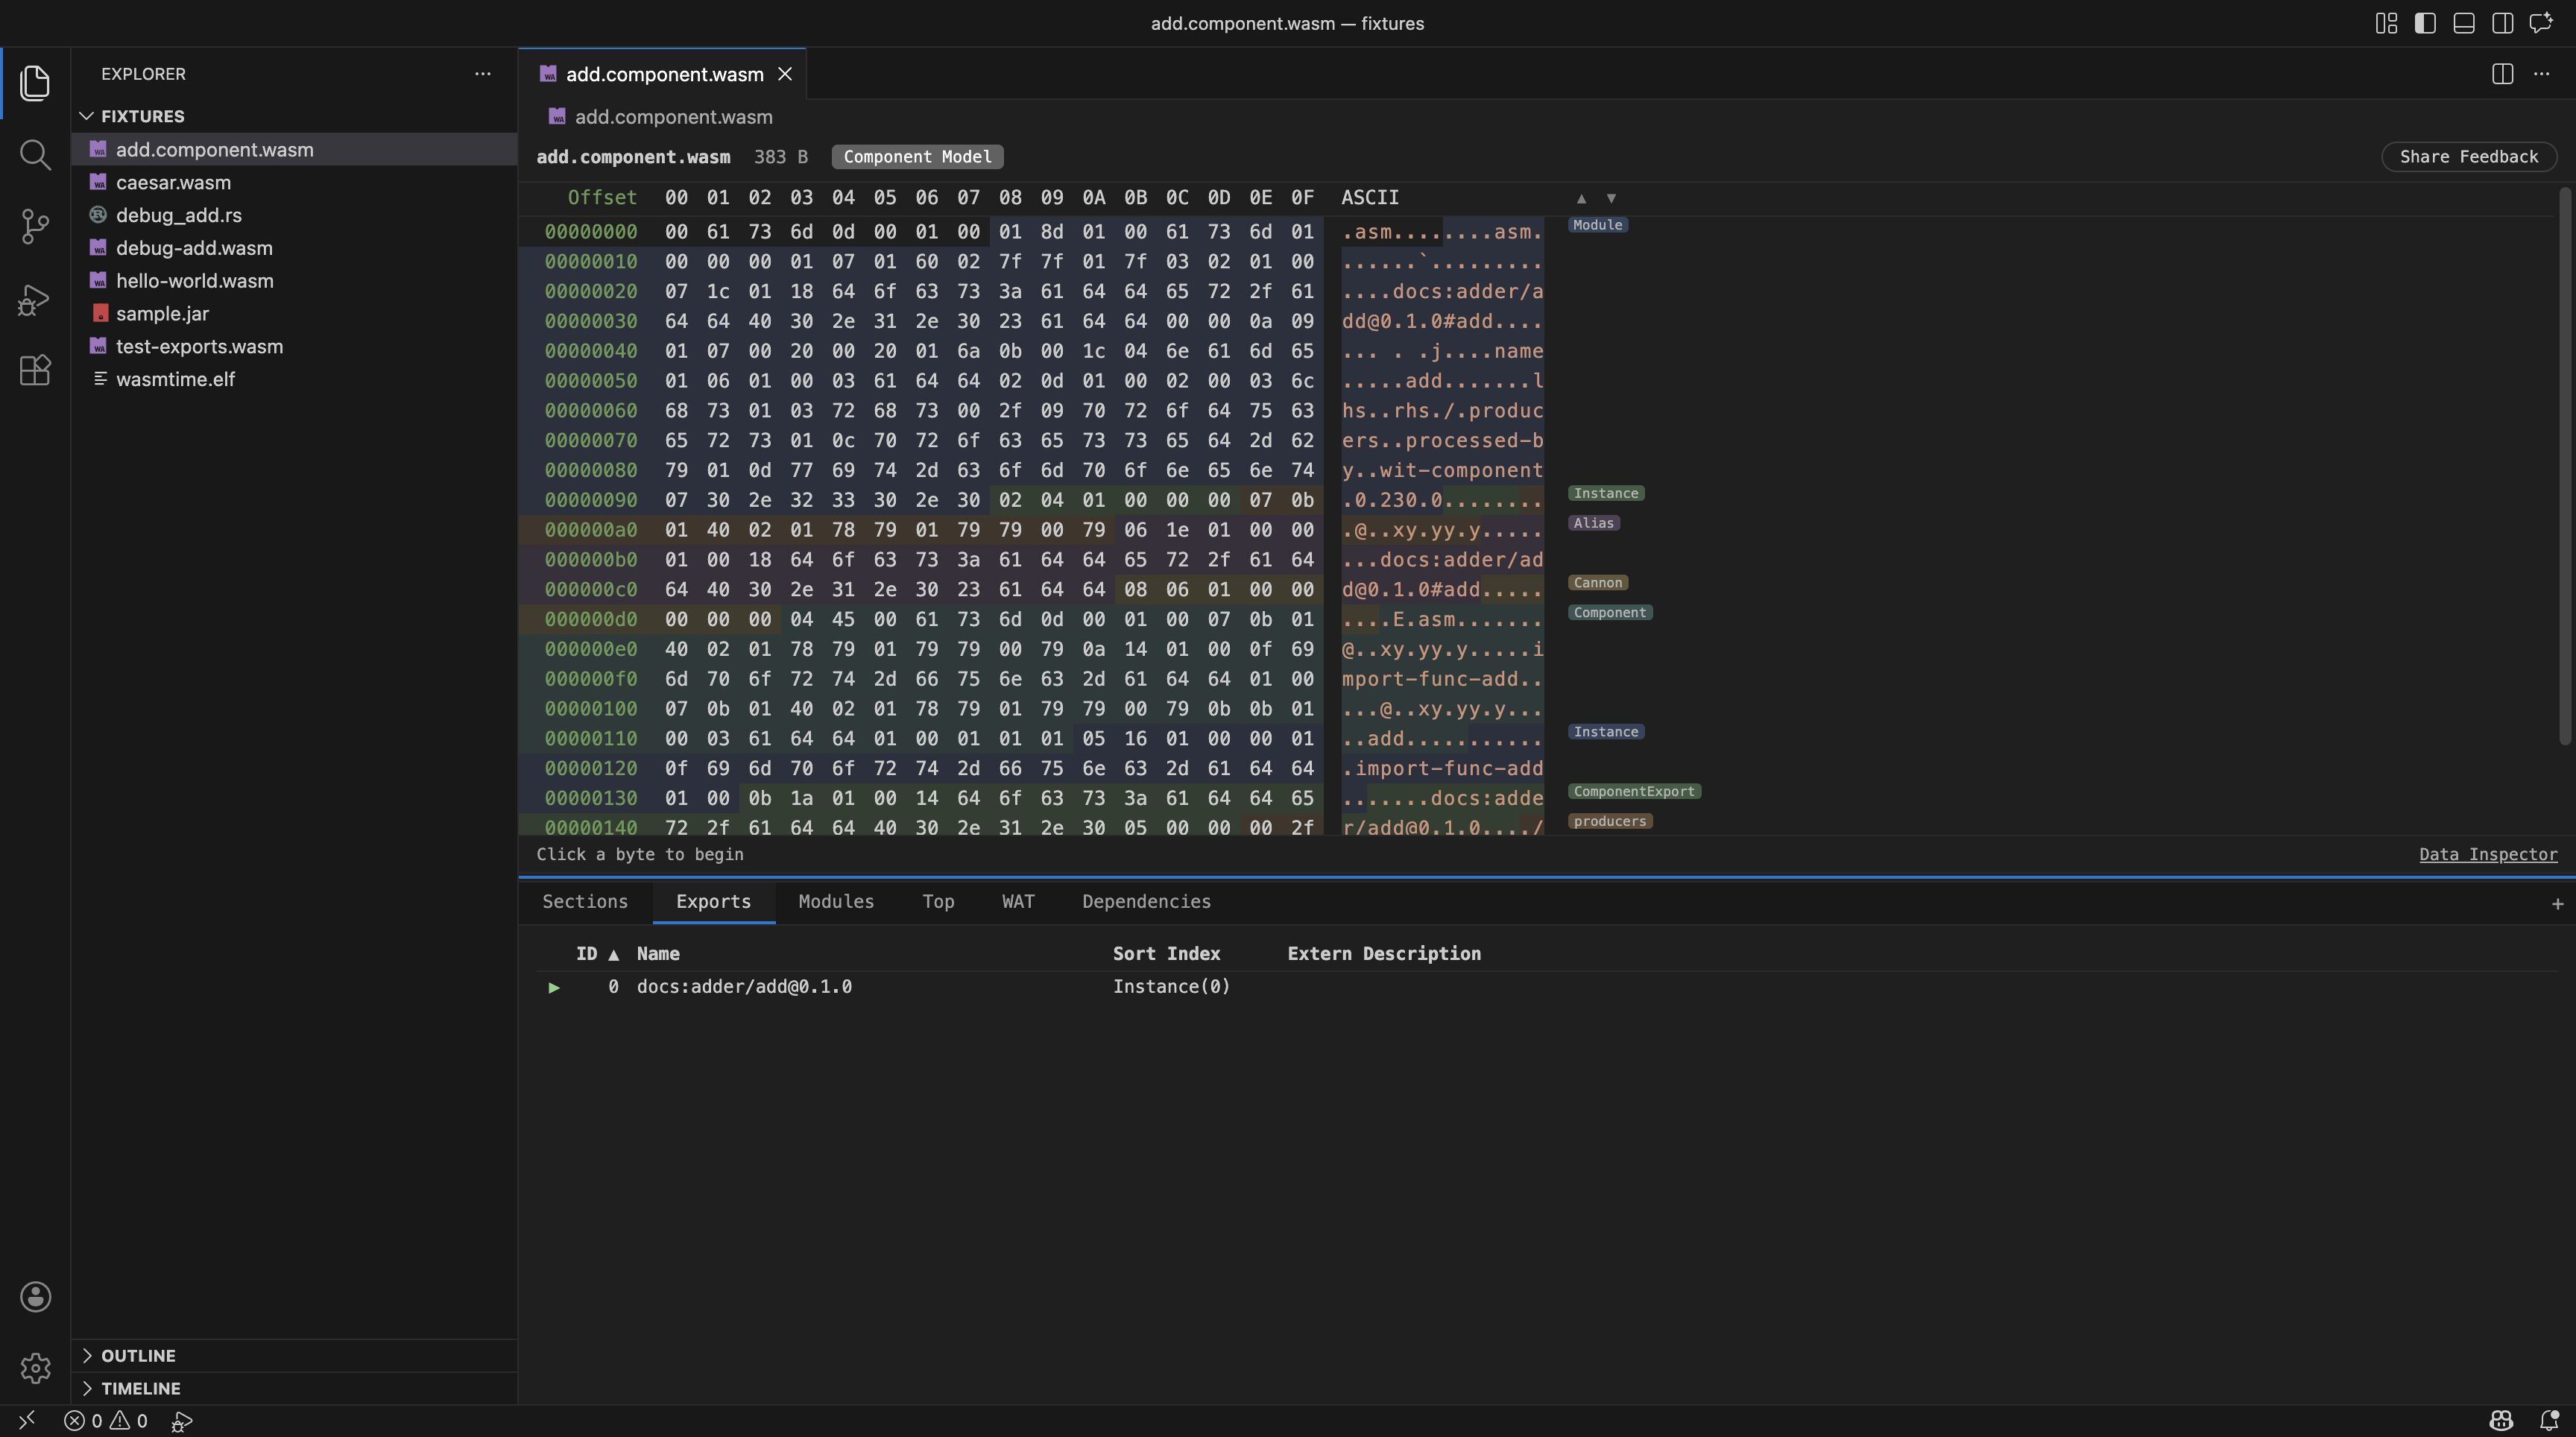 add.component.wasm — fixtures
EXPLORER
FIXTURES
add.component.wasm
caesar.wasm
debug_add.rs
debug-add.wasm
hello-world.wasm
sample.jar
test-exports.wasm
wasmtime.elf
OUTLINE
TIMELINE
add.component.wasm
add.component.wasm
add.component.wasm 383 B Component Model Share Feedback
Offset 00 01 02 03 04 05 06 07 08 09 0A 0B 0C 0D 0E 0F ASCII ▲ ▼
00000000 00 61 73 6d 0d 00 01 00 01 8d 01 00 61 73 6d 01 .asm........asm. Module
00000010 00 00 00 01 07 01 60 02 7f 7f 01 7f 03 02 01 00 ......`.........
00000020 07 1c 01 18 64 6f 63 73 3a 61 64 64 65 72 2f 61 ....docs:adder/a
00000030 64 64 40 30 2e 31 2e 30 23 61 64 64 00 00 0a 09 dd@0.1.0#add....
00000040 01 07 00 20 00 20 01 6a 0b 00 1c 04 6e 61 6d 65 ... . .j....name
00000050 01 06 01 00 03 61 64 64 02 0d 01 00 02 00 03 6c .....add.......l
00000060 68 73 01 03 72 68 73 00 2f 09 70 72 6f 64 75 63 hs..rhs./.produc
00000070 65 72 73 01 0c 70 72 6f 63 65 73 73 65 64 2d 62 ers..processed-b
00000080 79 01 0d 77 69 74 2d 63 6f 6d 70 6f 6e 65 6e 74 y..wit-component
00000090 07 30 2e 32 33 30 2e 30 02 04 01 00 00 00 07 0b .0.230.0........ Instance
000000a0 01 40 02 01 78 79 01 79 79 00 79 06 1e 01 00 00 .@..xy.yy.y..... Alias
000000b0 01 00 18 64 6f 63 73 3a 61 64 64 65 72 2f 61 64 ...docs:adder/ad
000000c0 64 40 30 2e 31 2e 30 23 61 64 64 08 06 01 00 00 d@0.1.0#add..... Cannon
000000d0 00 00 00 04 45 00 61 73 6d 0d 00 01 00 07 0b 01 ....E.asm....... Component
000000e0 40 02 01 78 79 01 79 79 00 79 0a 14 01 00 0f 69 @..xy.yy.y.....i
000000f0 6d 70 6f 72 74 2d 66 75 6e 63 2d 61 64 64 01 00 mport-func-add..
00000100 07 0b 01 40 02 01 78 79 01 79 79 00 79 0b 0b 01 ...@..xy.yy.y...
00000110 00 03 61 64 64 01 00 01 01 01 05 16 01 00 00 01 ..add........... Instance
00000120 0f 69 6d 70 6f 72 74 2d 66 75 6e 63 2d 61 64 64 .import-func-add
00000130 01 00 0b 1a 01 00 14 64 6f 63 73 3a 61 64 64 65 .......docs:adde ComponentExport
00000140 72 2f 61 64 64 40 30 2e 31 2e 30 05 00 00 00 2f r/add@0.1.0..../ producers
Click a byte to begin Data Inspector
Sections Exports Modules Top WAT Dependencies +
ID ▲ Name Sort Index Extern Description
0 docs:adder/add@0.1.0 Instance(0)
0 0